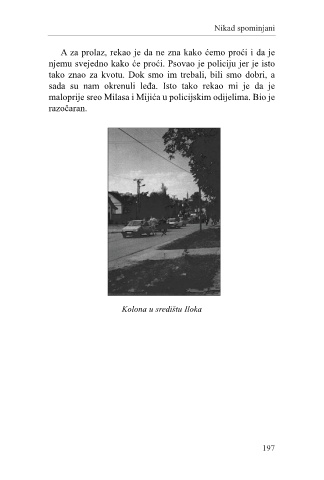 Nikad spominjani
A za prolaz, rekao je da ne zna kako ćemo proći i da je
njemu svejedno kako će proći. Psovao je policiju jer je isto
tako znao za kvotu. Dok smo im trebali, bili smo dobri, a
sada su nam okrenuli leđa. Isto tako rekao mi je da je
maloprije sreo Milasa i Mijića u policijskim odijelima. Bio je
razočaran.
Kolona u središtu Iloka
197